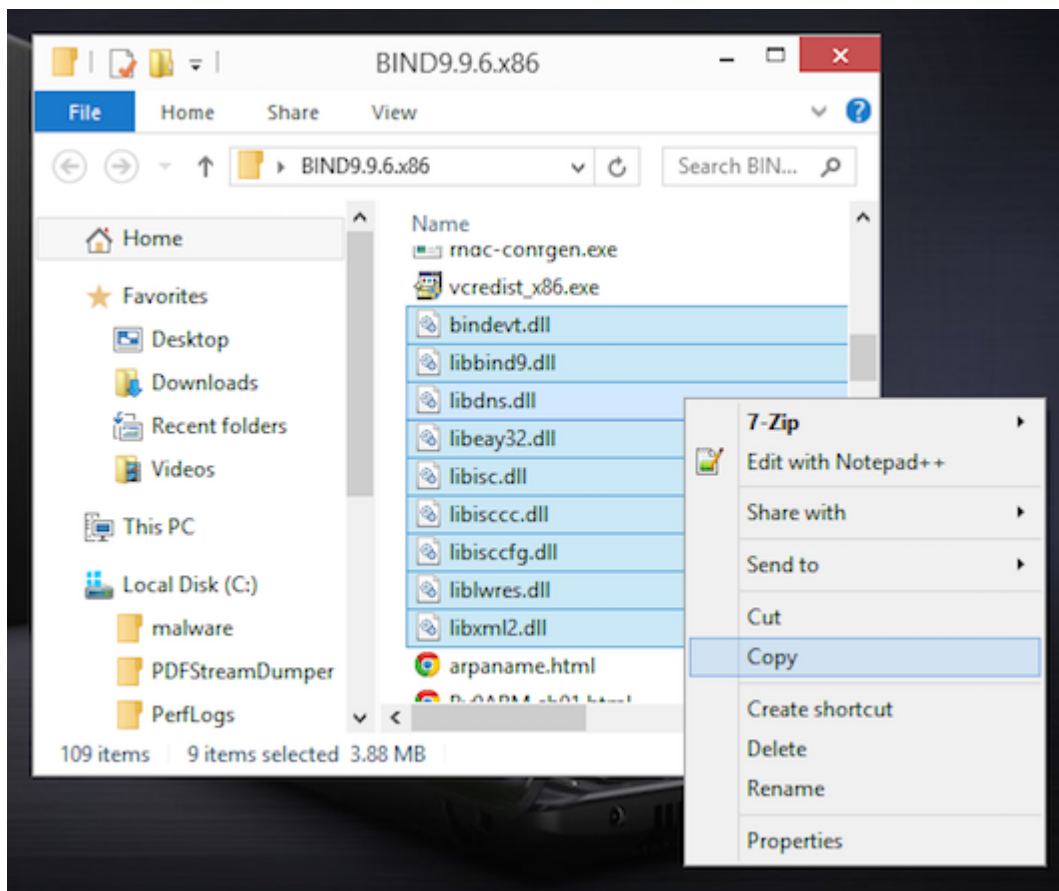 BIND9.9.6.x86
File Home Share View
BIND9.9.6.x86 Search BIN...
Home
Favorites
Desktop
Downloads
Recent folders
Videos
This PC
Local Disk (C:)
malware
PDFStreamDumper
PerfLogs
Name
rndc-confgen.exe
vcredist_x86.exe
bindevt.dll
libbind9.dll
libdns.dll
libeay32.dll
libisc.dll
libisccc.dll
libisccfg.dll
liblwres.dll
libxml2.dll
arpaname.html
7-Zip
Edit with Notepad++
Share with
Send to
Cut
Copy
Create shortcut
Delete
Rename
Properties
109 items 9 items selected 3.88 MB